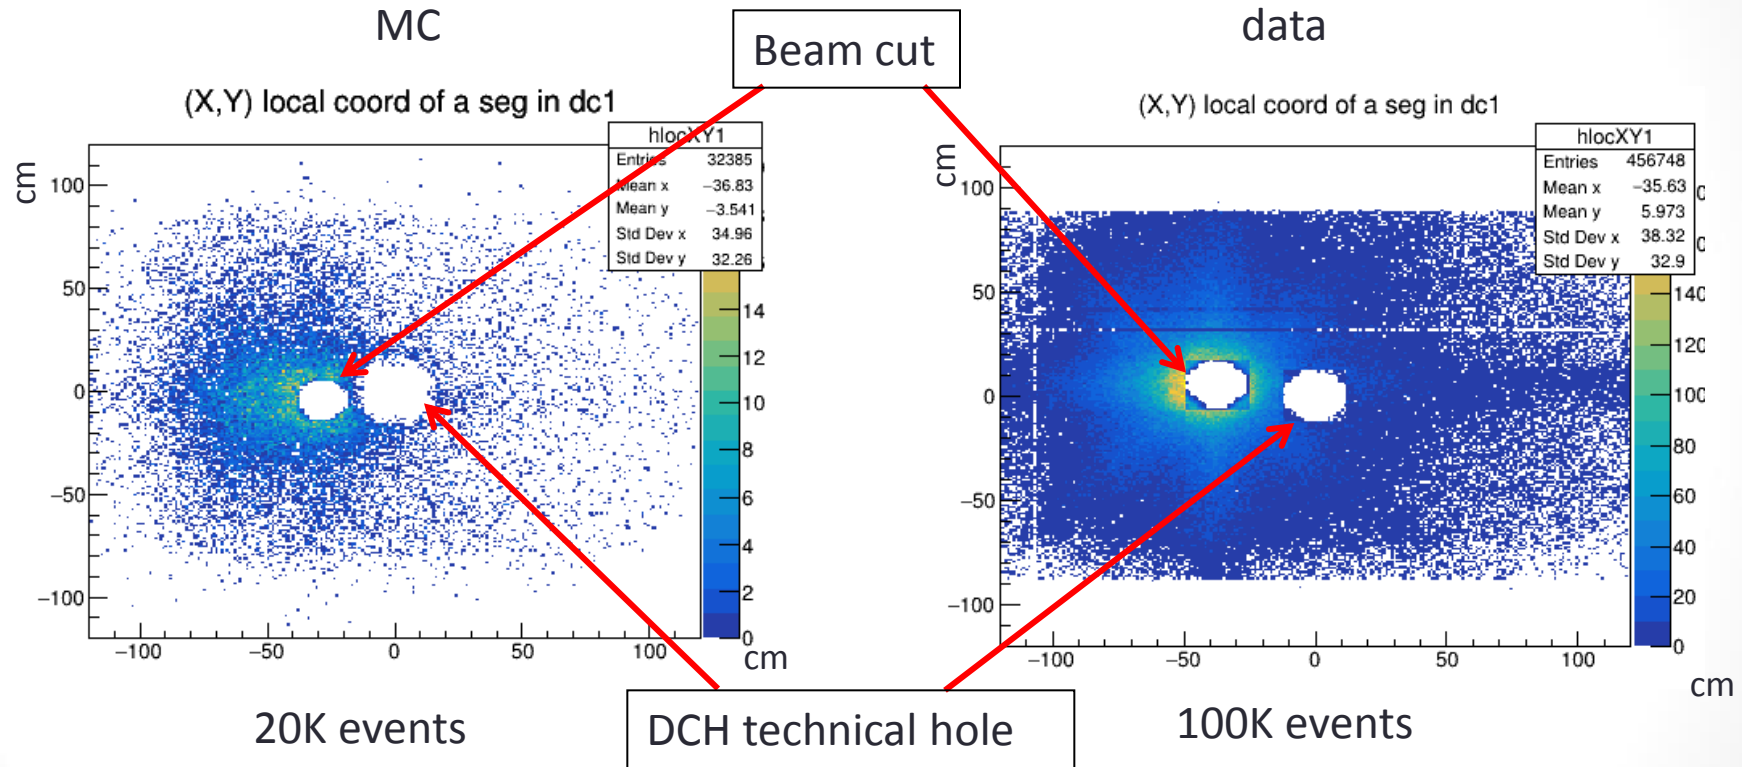 MC
Beam cut
data
(X,Y) local coord of a seg in dc1
hlocXY1
Entries 32385
Mean x −36.83
Mean y −3.541
Std Dev x 34.96
Std Dev y 32.26
cm
100
50
0
−50
−100
−100 −50 0 50 100
14
12
10
8
6
4
2
0
cm
(X,Y) local coord of a seg in dc1
hlocXY1
Entries 456748
Mean x −35.63
Mean y 5.973
Std Dev x 38.32
Std Dev y 32.9
cm
100
50
0
−50
−100
−100 −50 0 50 100
140
120
100
80
60
40
20
0
cm
20K events
DCH technical hole
100K events